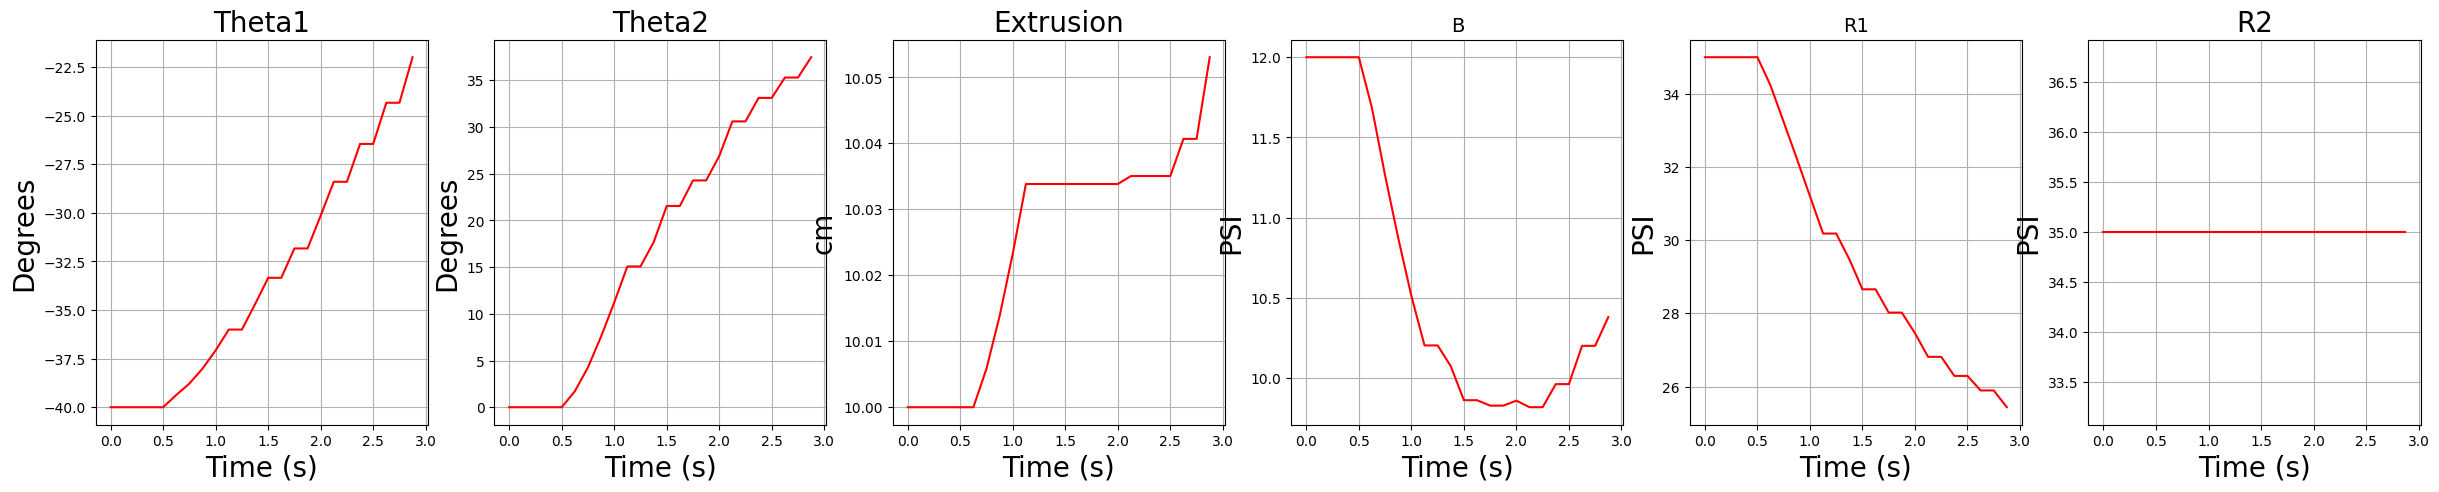 Theta1
Degrees
−22.5
−25.0
−27.5
−30.0
−32.5
−35.0
−37.5
−40.0
0.0 0.5 1.0 1.5 2.0 2.5 3.0
Time (s)
Theta2
Degrees
35
30
25
20
15
10
5
0
0.0 0.5 1.0 1.5 2.0 2.5 3.0
Time (s)
Extrusion
cm
10.05
10.04
10.03
10.02
10.01
10.00
0.0 0.5 1.0 1.5 2.0 2.5 3.0
Time (s)
B
PSI
12.0
11.5
11.0
10.5
10.0
0.0 0.5 1.0 1.5 2.0 2.5 3.0
Time (s)
R1
PSI
34
32
30
28
26
0.0 0.5 1.0 1.5 2.0 2.5 3.0
Time (s)
R2
PSI
36.5
36.0
35.5
35.0
34.5
34.0
33.5
0.0 0.5 1.0 1.5 2.0 2.5 3.0
Time (s)